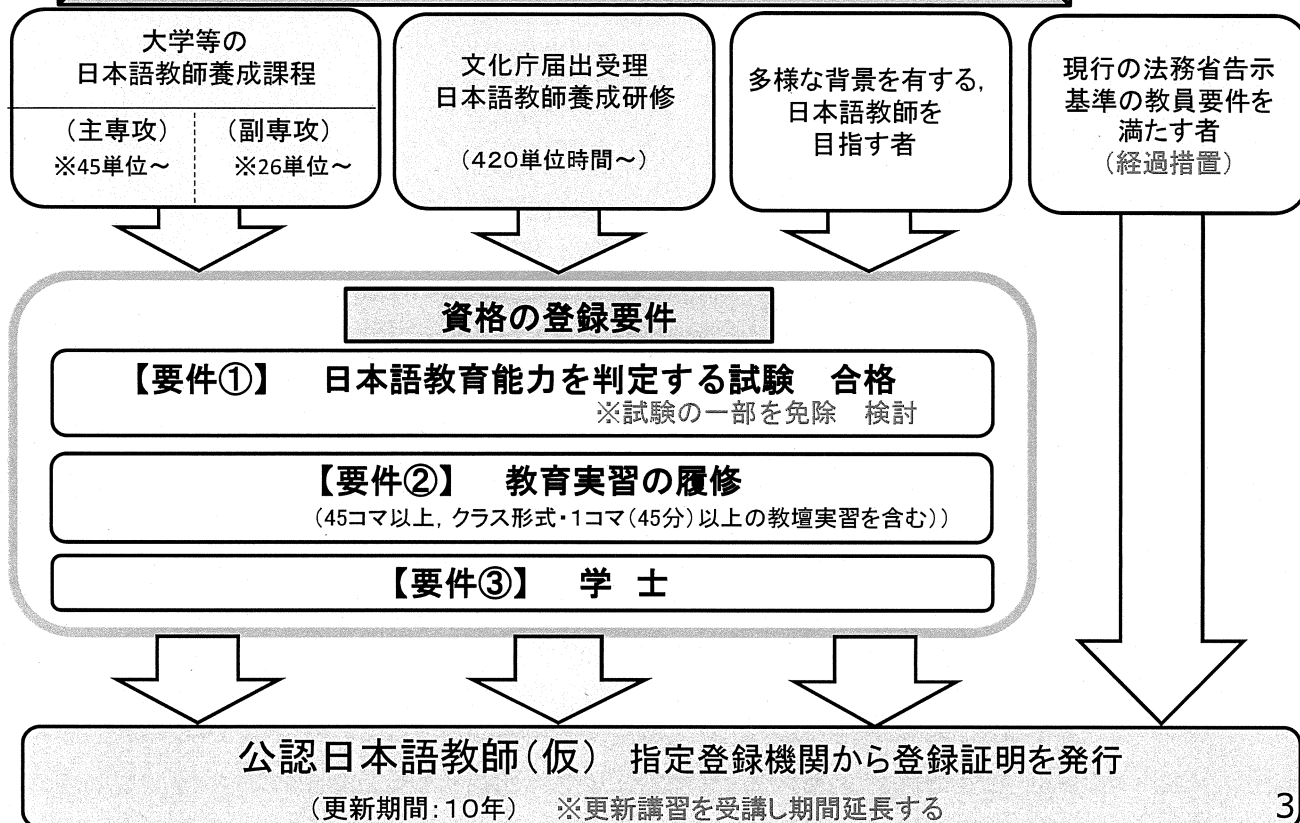 大学等の
日本語教師養成課程
(主専攻)
※45単位~
(副専攻)
※26単位~
文化庁届出受理
日本語教師養成研修
(420単位時間~)
多様な背景を有する,
日本語教師を
目指す者
現行の法務省告示
基準の教員要件を
満たす者
(経過措置)
資格の登録要件
【要件①】 日本語教育能力を判定する試験 合格
※試験の一部を免除 検討
【要件②】 教育実習の履修
(45コマ以上, クラス形式・1コマ(45分)以上の教壇実習を含む))
【要件③】 学 士
公認日本語教師(仮) 指定登録機関から登録証明を発行
(更新期間:10年) ※更新講習を受講し期間延長する
3